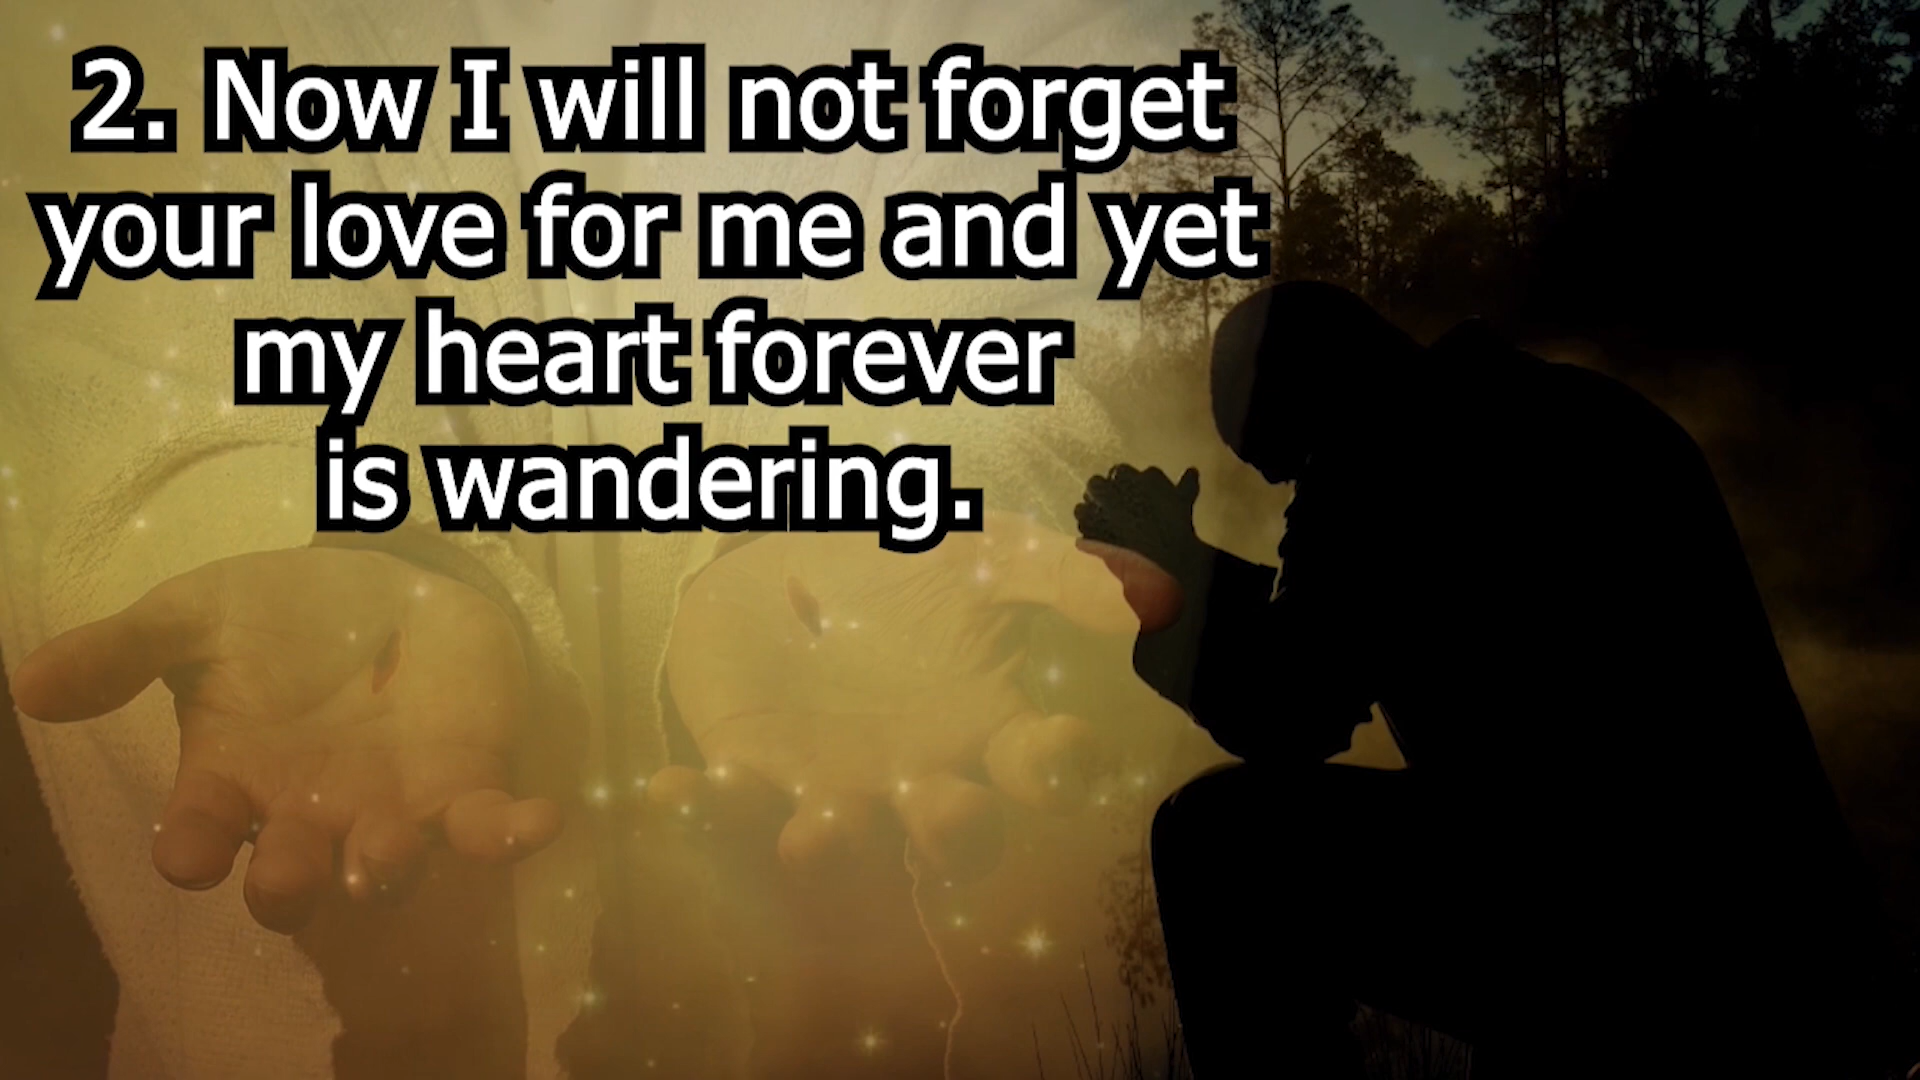 2. Now I will not forget
your love for me and yet
my heart forever
is wandering.